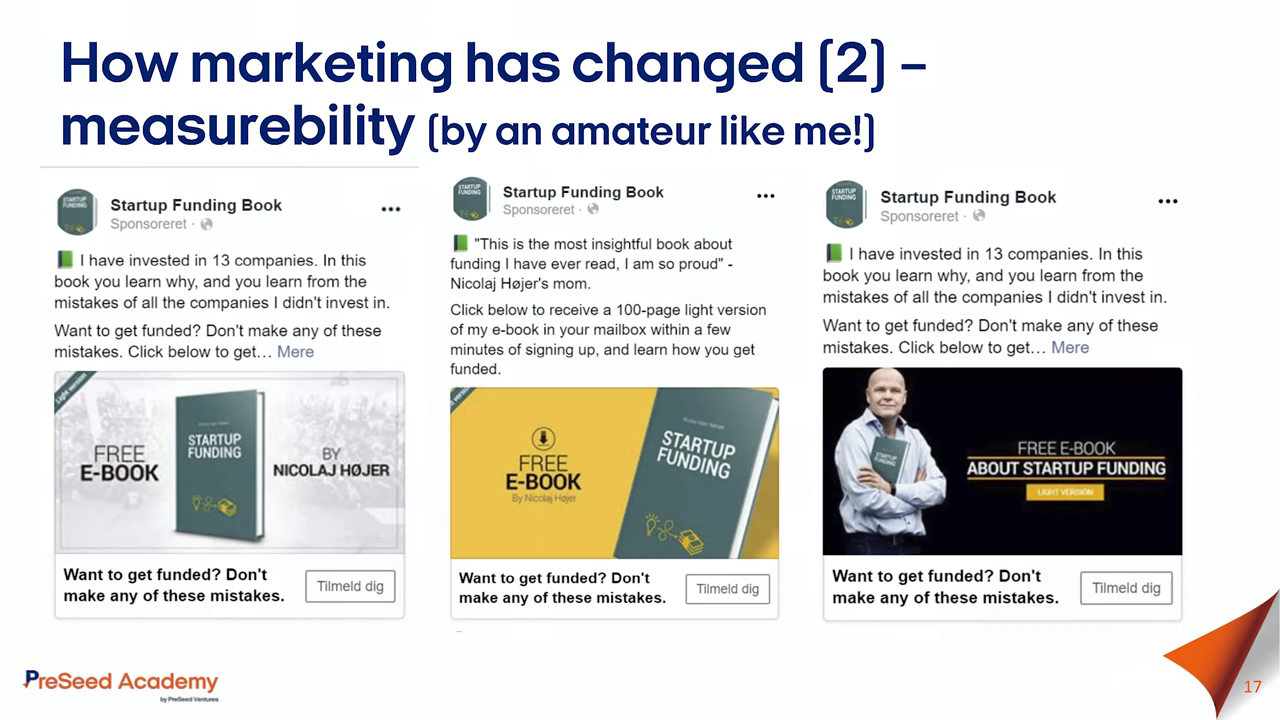 How marketing has changed (2) –
measurebility (by an amateur like me!)
Startup Funding Book
Sponsoreret ·
I have invested in 13 companies. In this
book you learn why, and you learn from the
mistakes of all the companies I didn't invest in.
Want to get funded? Don't make any of these
mistakes. Click below to get… Mere
Light version
FREE
E-BOOK
STARTUP
FUNDING
BY
NICOLAJ HØJER
Want to get funded? Don't
make any of these mistakes.
Tilmeld dig
Startup Funding Book
Sponsoreret ·
"This is the most insightful book about
funding I have ever read, I am so proud" -
Nicolaj Højer's mom.
Click below to receive a 100-page light version
of my e-book in your mailbox within a few
minutes of signing up, and learn how you get
funded.
FREE
E-BOOK
By Nicolaj Højer
STARTUP
FUNDING
Want to get funded? Don't
make any of these mistakes.
Tilmeld dig
Startup Funding Book
Sponsoreret ·
I have invested in 13 companies. In this
book you learn why, and you learn from the
mistakes of all the companies I didn't invest in.
Want to get funded? Don't make any of these
mistakes. Click below to get… Mere
STARTUP
FUNDING
FREE E-BOOK
ABOUT STARTUP FUNDING
LIGHT VERSION
Want to get funded? Don't
make any of these mistakes.
Tilmeld dig
PreSeed Academy
by PreSeed Ventures
17